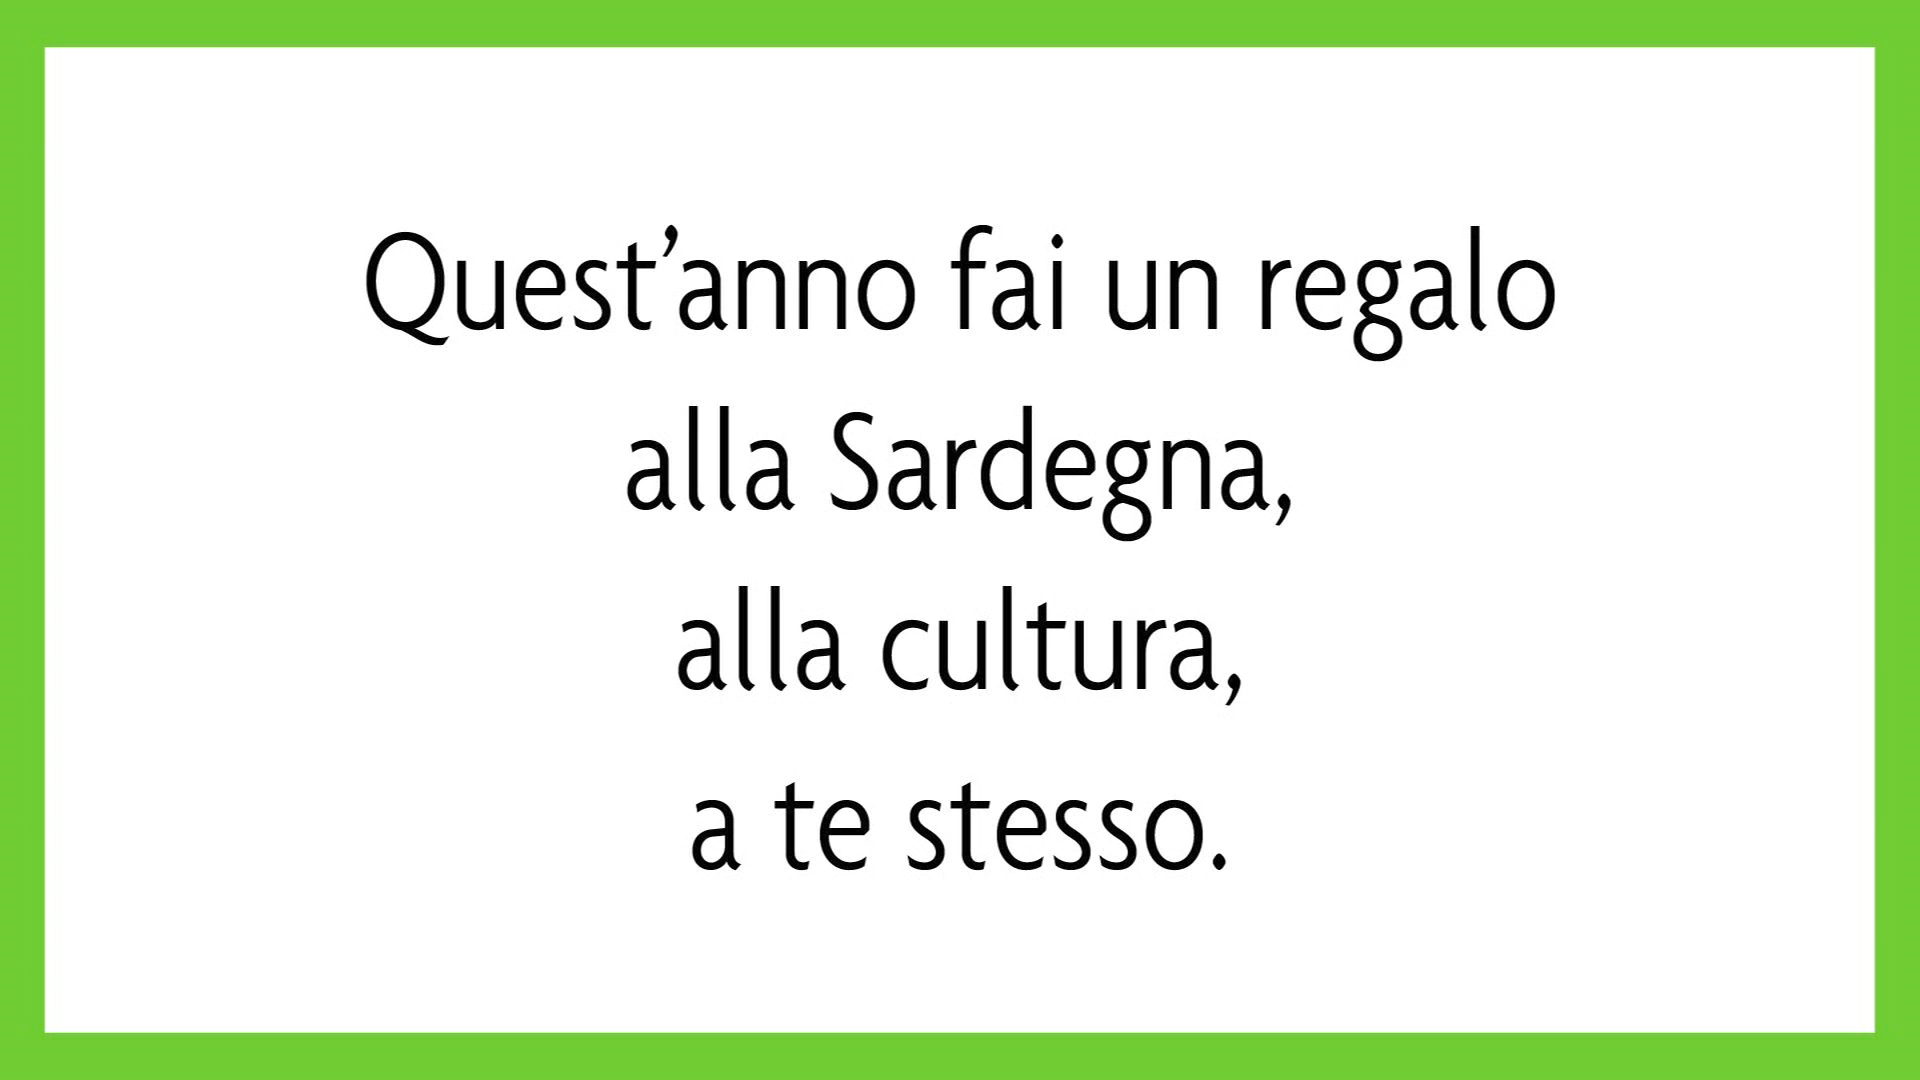 Quest’anno fai un regalo
alla Sardegna,
alla cultura,
a te stesso.